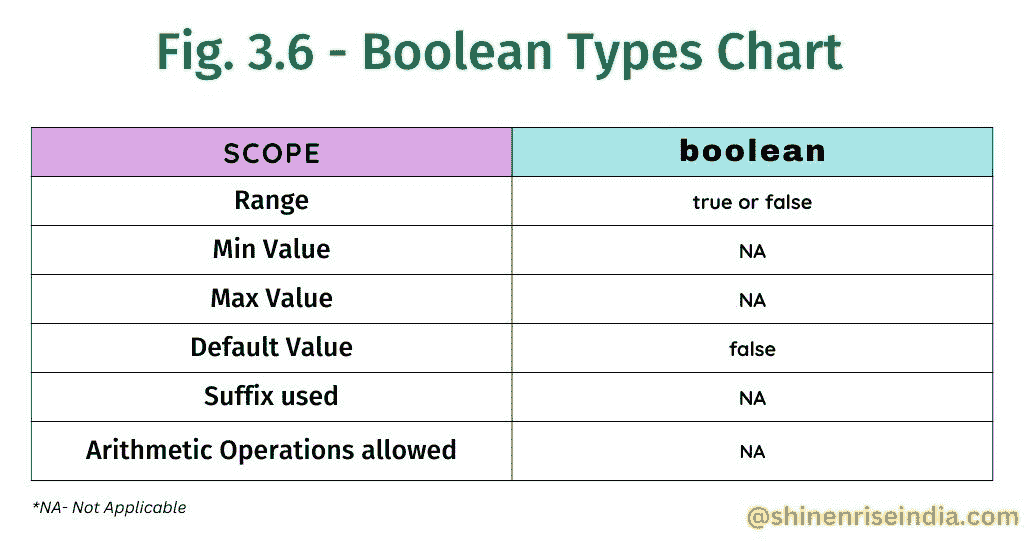 Fig. 3.6 - Boolean Types Chart
SCOPE boolean
Range true or false
Min Value NA
Max Value NA
Default Value false
Suffix used NA
Arithmetic Operations allowed NA
*NA- Not Applicable
@shinenriseindia.com